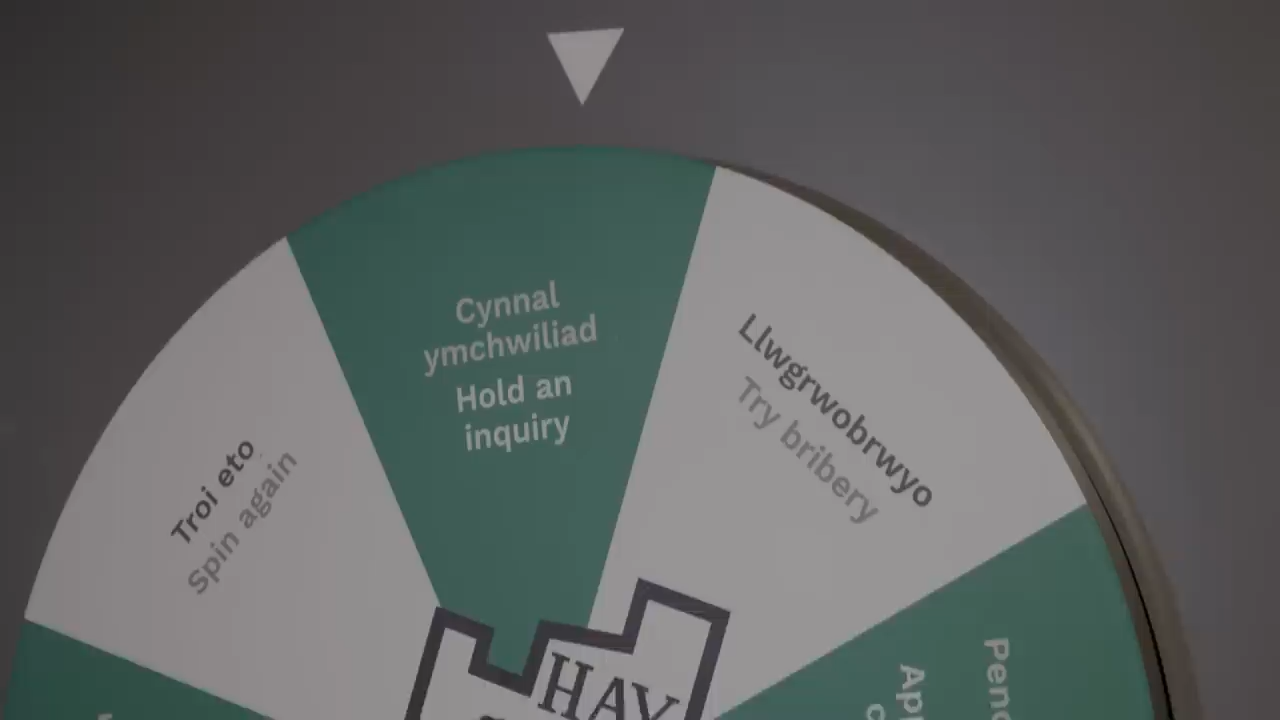 Troi eto
Spin again
Cynnal
ymchwiliad
Hold an
inquiry
Llwgrwobrwyo
Try bribery
HAY